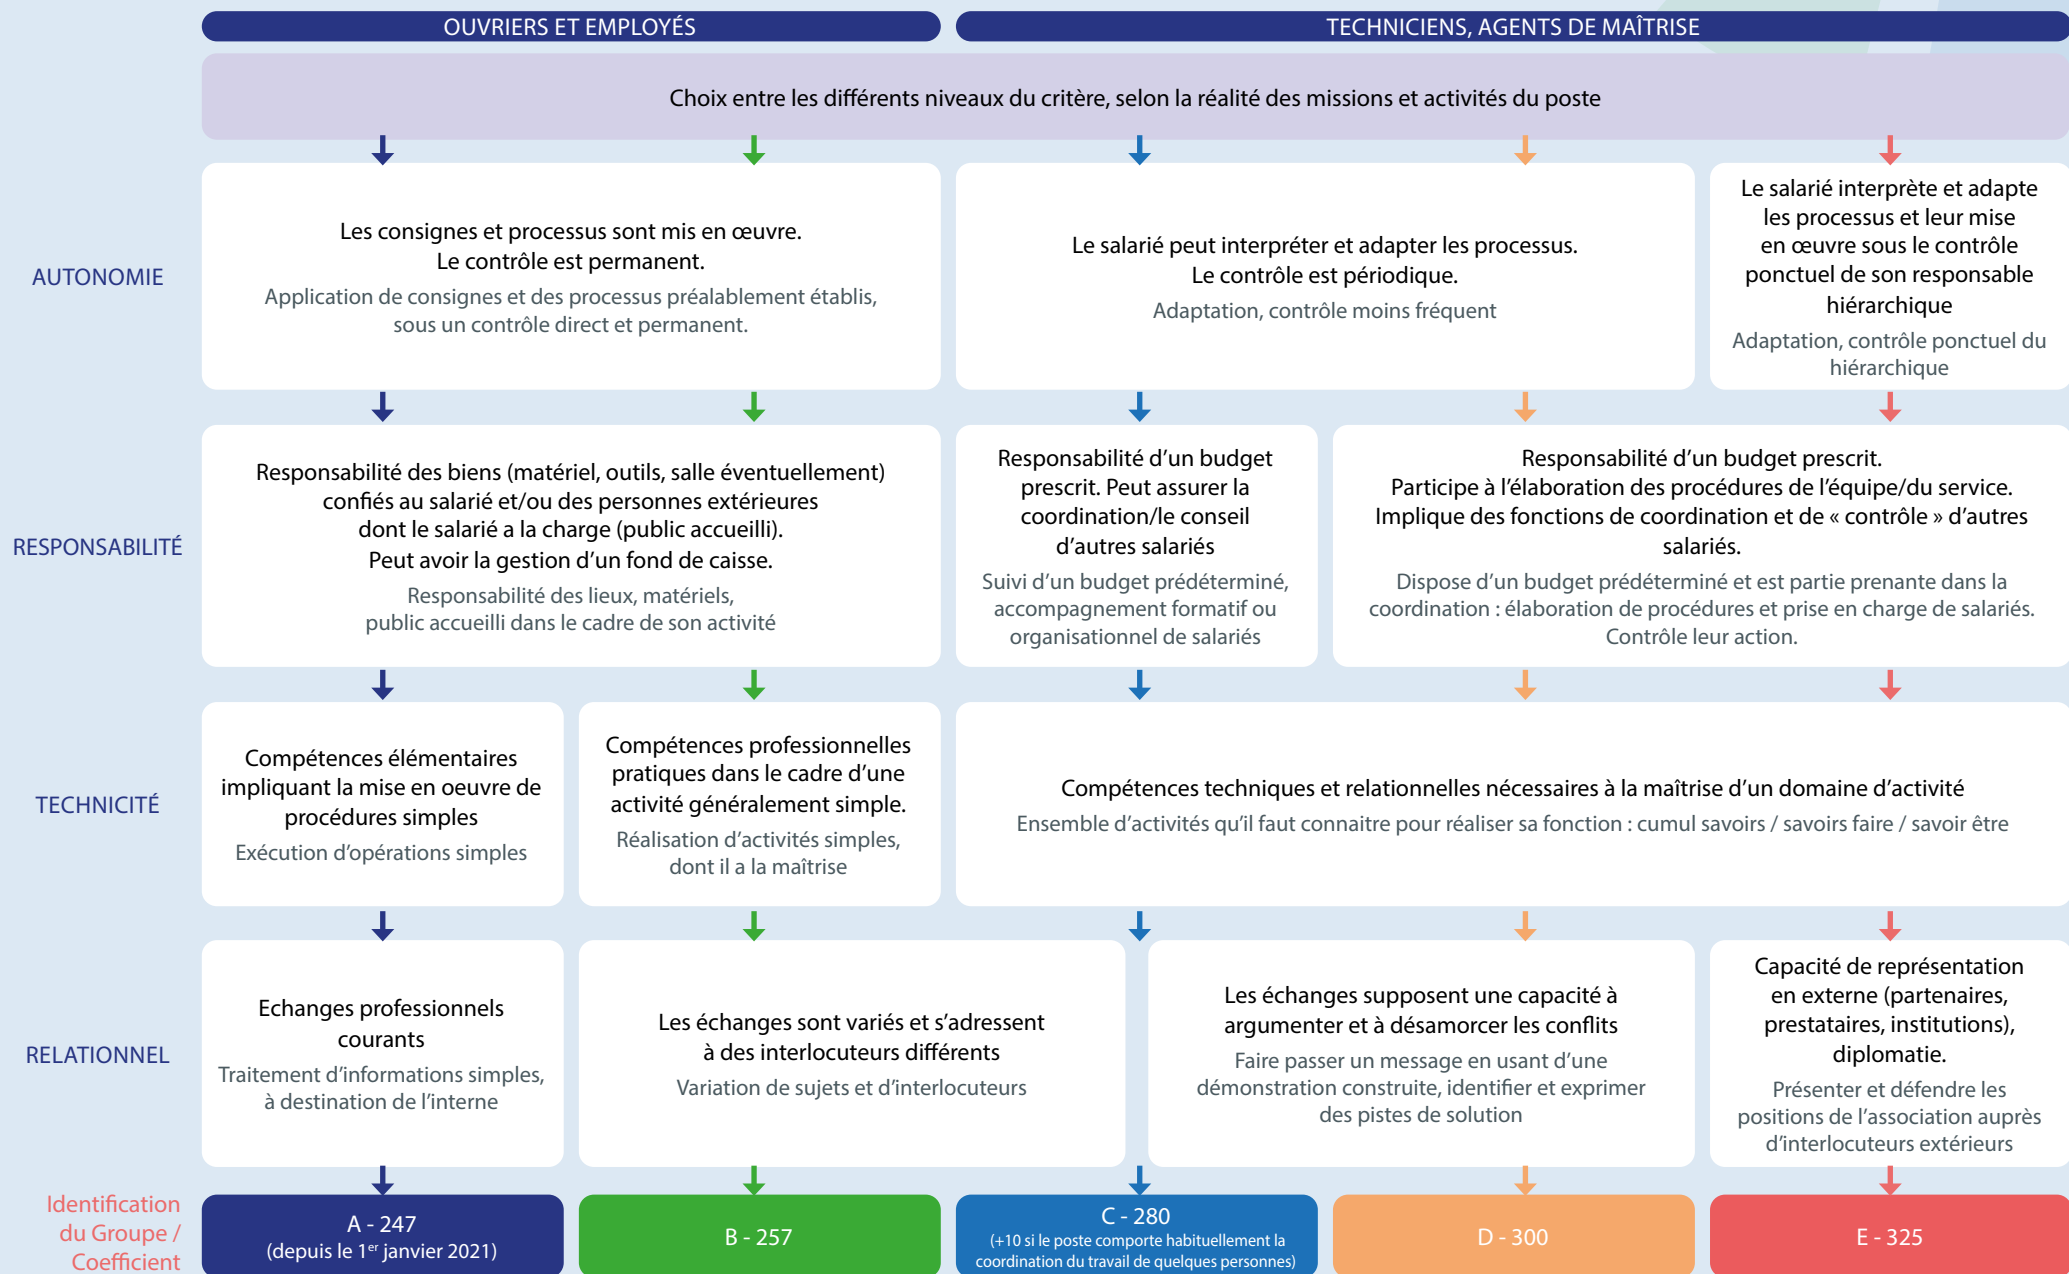 OUVRIERS ET EMPLOYÉS
TECHNICIENS, AGENTS DE MAÎTRISE
Choix entre les différents niveaux du critère, selon la réalité des missions et activités du poste
AUTONOMIE
Les consignes et processus sont mis en œuvre.
Le contrôle est permanent.
Application de consignes et des processus préalablement établis,
sous un contrôle direct et permanent.
Le salarié peut interpréter et adapter les processus.
Le contrôle est périodique.
Adaptation, contrôle moins fréquent
Le salarié interprète et adapte
les processus et leur mise
en œuvre sous le contrôle
ponctuel de son responsable
hiérarchique
Adaptation, contrôle ponctuel du
hiérarchique
RESPONSABILITÉ
Responsabilité des biens (matériel, outils, salle éventuellement)
confiés au salarié et/ou des personnes extérieures
dont le salarié a la charge (public accueilli).
Peut avoir la gestion d'un fond de caisse.
Responsabilité des lieux, matériels,
public accueilli dans le cadre de son activité
Responsabilité d'un budget
prescrit. Peut assurer la
coordination/le conseil
d'autres salariés
Suivi d'un budget prédéterminé,
accompagnement formatif ou
organisationnel de salariés
Responsabilité d'un budget prescrit.
Participe à l'élaboration des procédures de l'équipe/du service.
Implique des fonctions de coordination et de « contrôle » d'autres
salariés.
Dispose d'un budget prédéterminé et est partie prenante dans la
coordination : élaboration de procédures et prise en charge de salariés.
Contrôle leur action.
TECHNICITÉ
Compétences élémentaires
impliquant la mise en oeuvre de
procédures simples
Exécution d'opérations simples
Compétences professionnelles
pratiques dans le cadre d'une
activité généralement simple.
Réalisation d'activités simples,
dont il a la maîtrise
Compétences techniques et relationnelles nécessaires à la maîtrise d'un domaine d'activité
Ensemble d'activités qu'il faut connaitre pour réaliser sa fonction : cumul savoirs / savoirs faire / savoir être
RELATIONNEL
Echanges professionnels
courants
Traitement d'informations simples,
à destination de l'interne
Les échanges sont variés et s'adressent
à des interlocuteurs différents
Variation de sujets et d'interlocuteurs
Les échanges supposent une capacité à
argumenter et à désamorcer les conflits
Faire passer un message en usant d'une
démonstration construite, identifier et exprimer
des pistes de solution
Capacité de représentation
en externe (partenaires,
prestataires, institutions),
diplomatie.
Présenter et défendre les
positions de l'association auprès
d'interlocuteurs extérieurs
Identification
du Groupe /
Coefficient
A - 247
(depuis le 1er janvier 2021)
B - 257
C - 280
(+10 si le poste comporte habituellement la
coordination du travail de quelques personnes)
D - 300
E - 325